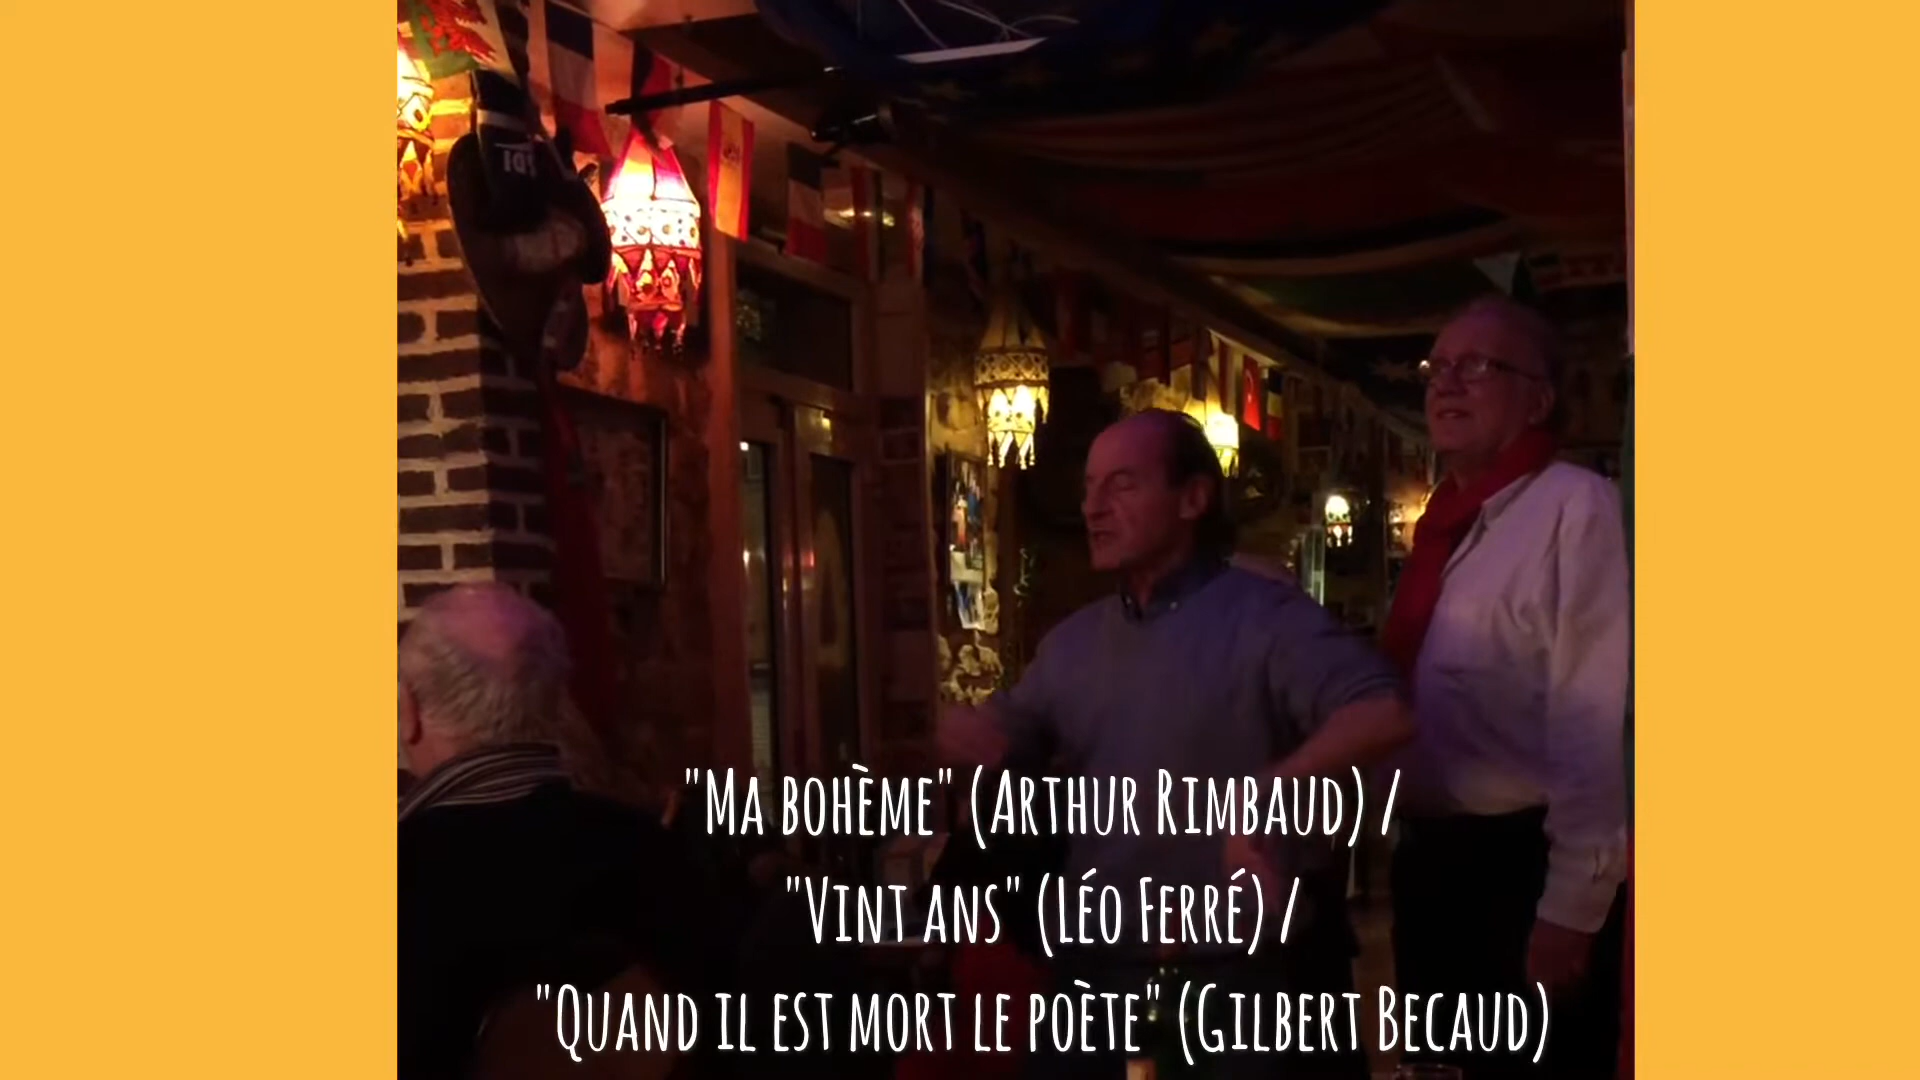 "Ma bohème" (Arthur Rimbaud) /
"Vint ans" (Léo Ferré) /
"Quand il est mort le poète" (Gilbert Becaud)